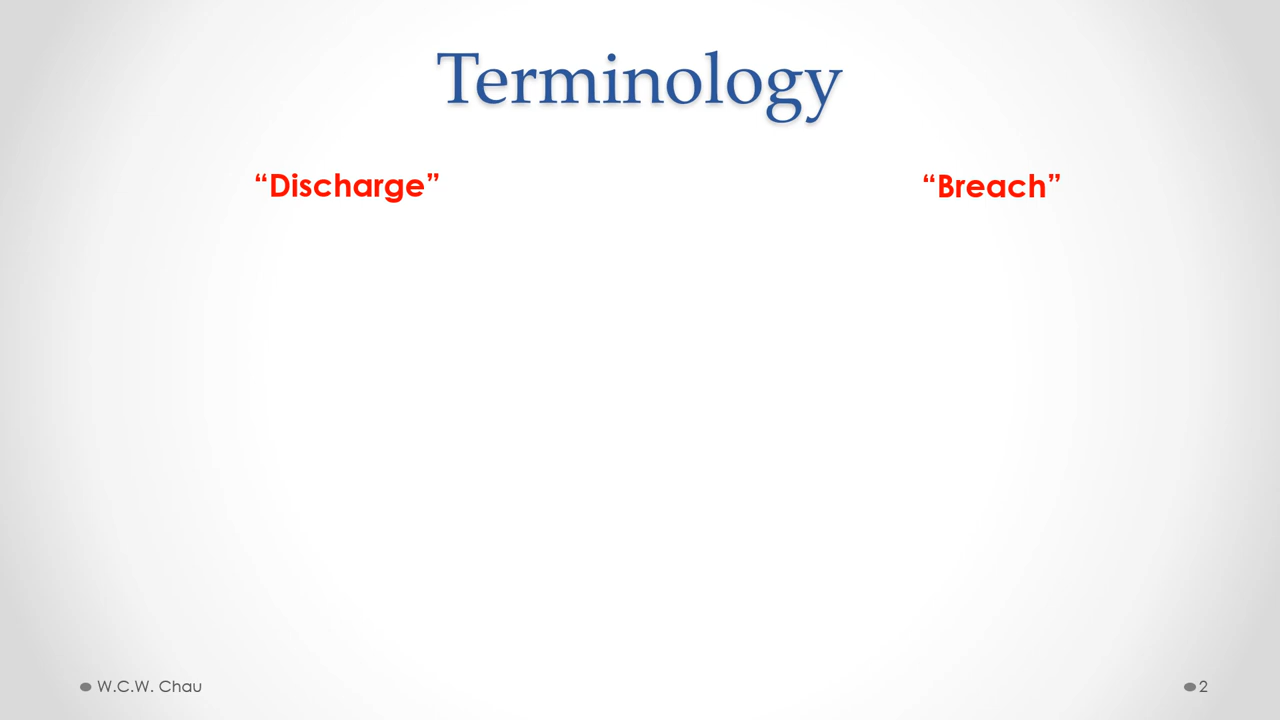 Terminology
“Discharge”
“Breach”
W.C.W. Chau
2